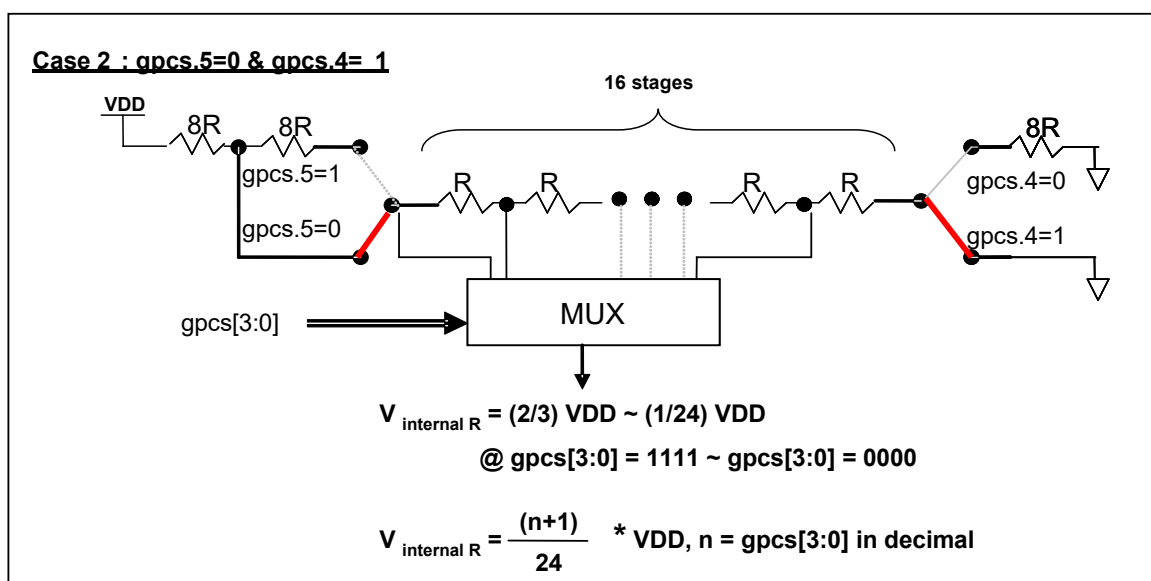 Case 2 : gpcs.5=0 & gpcs.4= 1
16 stages
VDD
8R 8R 8R
gpcs.5=1 R R R R gpcs.4=0
gpcs.5=0 gpcs.4=1
MUX
gpcs[3:0]
V internal R = (2/3) VDD ~ (1/24) VDD
@ gpcs[3:0] = 1111 ~ gpcs[3:0] = 0000
(n+1)
V internal R = * VDD, n = gpcs[3:0] in decimal
24